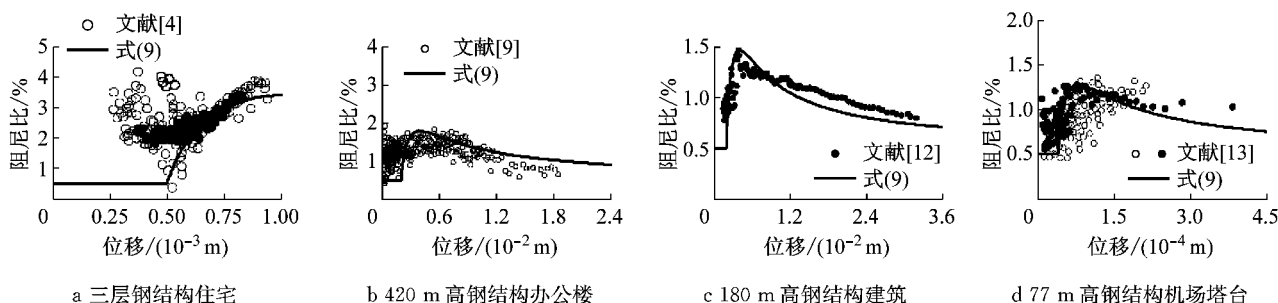 文献[4]
式(9)
阻尼比/%
5
4
3
2
1
0
0.25
0.50
0.75
1.00
位移/(10⁻³ m)
a 三层钢结构住宅
文献[9]
式(9)
阻尼比/%
4
3
2
1
0
0.6
1.2
1.8
2.4
位移/(10⁻² m)
b 420 m 高钢结构办公楼
文献[12]
式(9)
阻尼比/%
1.5
1.0
0.5
0
1.2
2.4
3.6
位移/(10⁻² m)
c 180 m 高钢结构建筑
文献[13]
式(9)
阻尼比/%
2.0
1.5
1.0
0.5
0
1.5
3.0
4.5
位移/(10⁻⁴ m)
d 77 m 高钢结构机场塔台